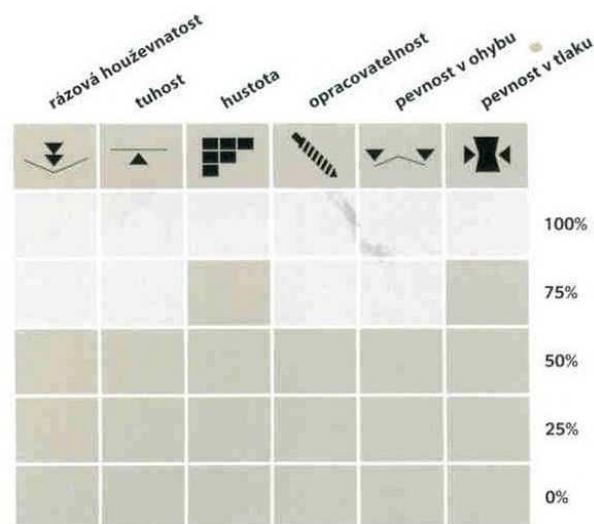 rázová houževnatost
tuhost
hustota
opracovatelnost
pevnost v ohybu
pevnost v tlaku
100%
75%
50%
25%
0%